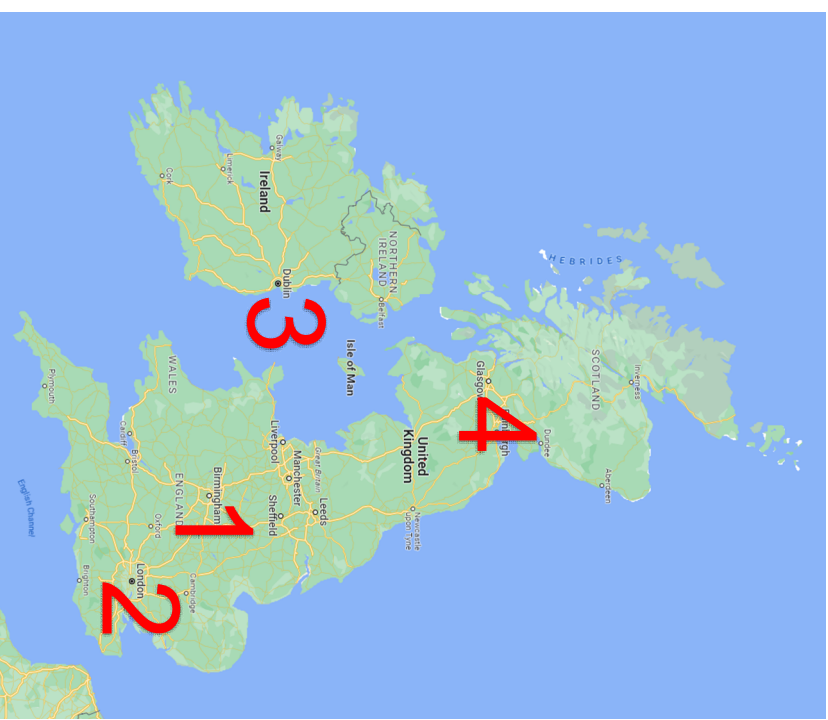 HEBRIDES
Inverness
Aberdeen
SCOTLAND
Dundee
Edinburgh
Glasgow
4
United
Kingdom
Newcastle
upon Tyne
NORTHERN
IRELAND
Belfast
Isle of Man
Leeds
Great Britain
Manchester
3
Dublin
Galway
Liverpool
Sheffield
Ireland
Limerick
Birmingham
1
Cambridge
ENGLAND
WALES
Cork
Oxford
London
2
Bristol
Cardiff
Southampton
Brighton
Plymouth
English Channel